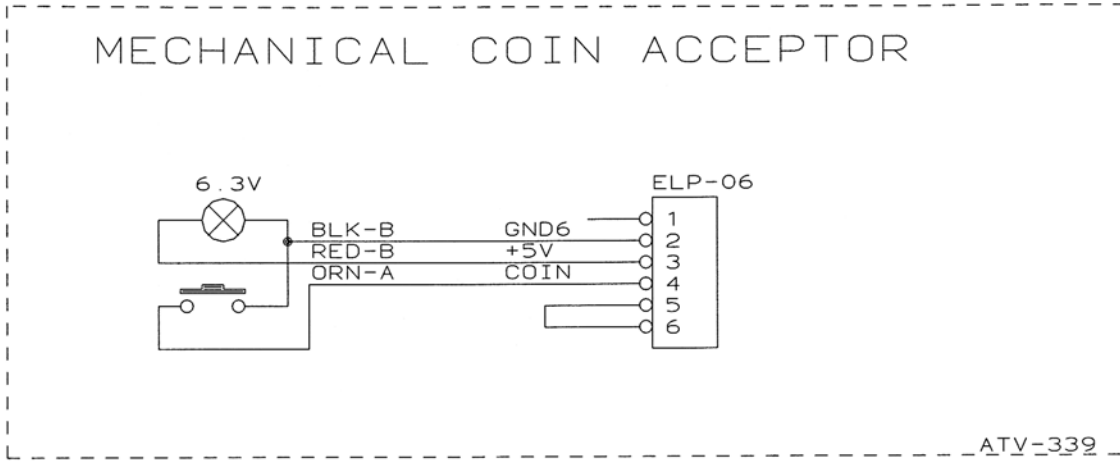 MECHANICAL COIN ACCEPTOR
6.3V
ELP-06
1
BLK-B GND6 2
RED-B +5V 3
ORN-A COIN 4
5
6
ATV-339